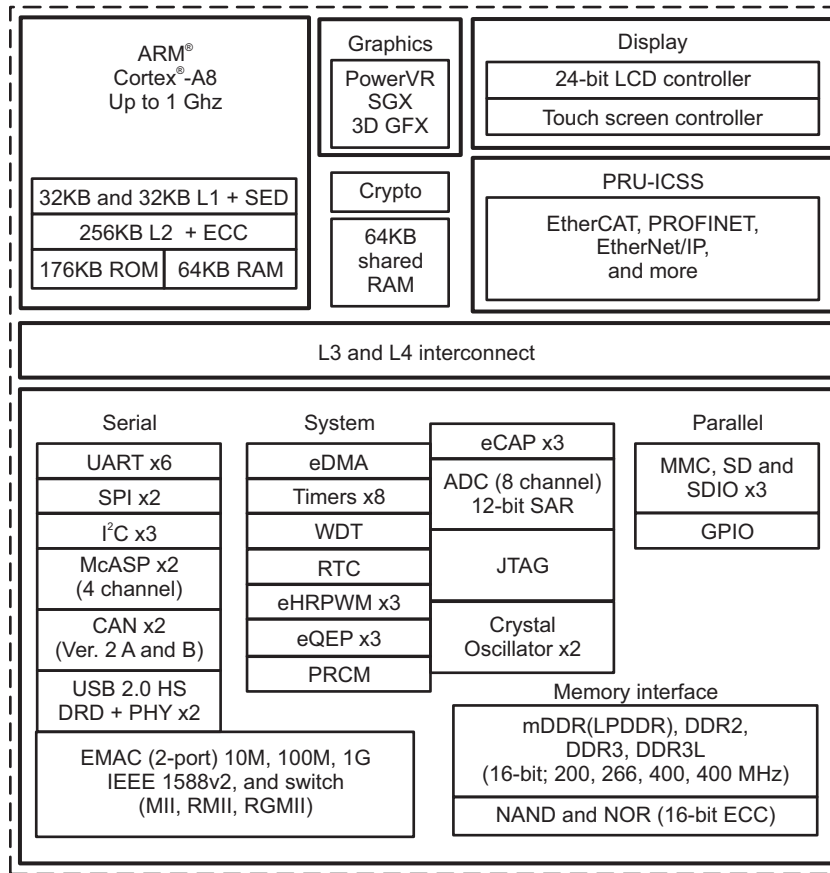 ARM®
Cortex®-A8
Up to 1 Ghz
32KB and 32KB L1 + SED
256KB L2 + ECC
176KB ROM
64KB RAM
Graphics
PowerVR
SGX
3D GFX
Crypto
64KB
shared
RAM
Display
24-bit LCD controller
Touch screen controller
PRU-ICSS
EtherCAT, PROFINET,
EtherNet/IP,
and more
L3 and L4 interconnect
Serial
UART x6
SPI x2
I²C x3
McASP x2
(4 channel)
CAN x2
(Ver. 2 A and B)
USB 2.0 HS
DRD + PHY x2
EMAC (2-port) 10M, 100M, 1G
IEEE 1588v2, and switch
(MII, RMII, RGMII)
System
eDMA
Timers x8
WDT
RTC
eHRPWM x3
eQEP x3
PRCM
eCAP x3
ADC (8 channel)
12-bit SAR
JTAG
Crystal
Oscillator x2
Parallel
MMC, SD and
SDIO x3
GPIO
Memory interface
mDDR(LPDDR), DDR2,
DDR3, DDR3L
(16-bit; 200, 266, 400, 400 MHz)
NAND and NOR (16-bit ECC)